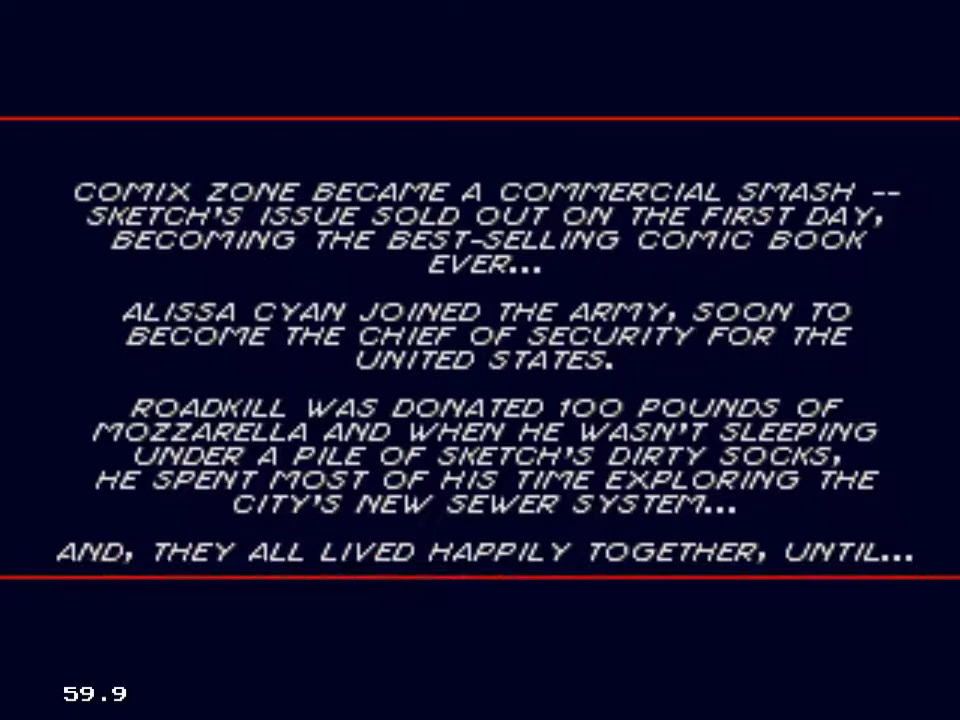 COMIX ZONE BECAME A COMMERCIAL SMASH --
SKETCH'S ISSUE SOLD OUT ON THE FIRST DAY,
BECOMING THE BEST-SELLING COMIC BOOK
EVER...
ALISSA CYAN JOINED THE ARMY, SOON TO
BECOME THE CHIEF OF SECURITY FOR THE
UNITED STATES.
ROADKILL WAS DONATED 100 POUNDS OF
MOZZARELLA AND WHEN HE WASN'T SLEEPING
UNDER A PILE OF SKETCH'S DIRTY SOCKS,
HE SPENT MOST OF HIS TIME EXPLORING THE
CITY'S NEW SEWER SYSTEM...
AND, THEY ALL LIVED HAPPILY TOGETHER, UNTIL...
59.9